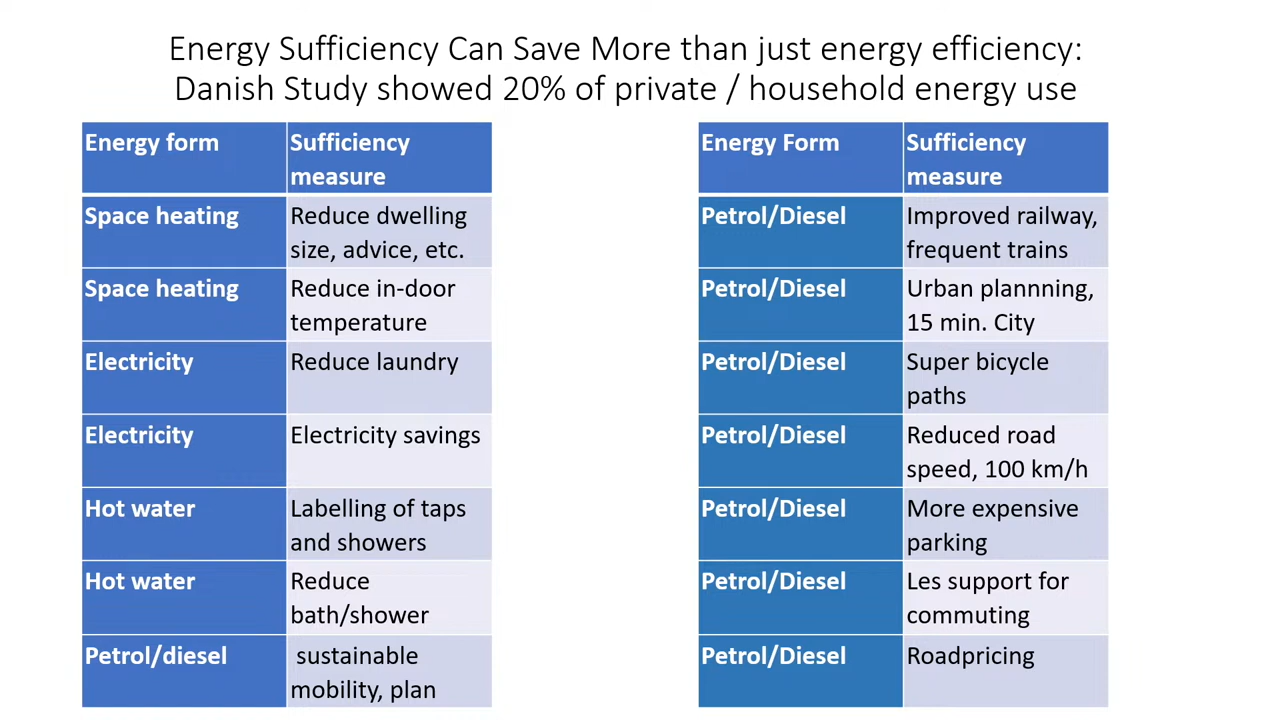 Energy Sufficiency Can Save More than just energy efficiency:
Danish Study showed 20% of private / household energy use
Energy form
Sufficiency
measure
Space heating
Reduce dwelling
size, advice, etc.
Space heating
Reduce in-door
temperature
Electricity
Reduce laundry
Electricity
Electricity savings
Hot water
Labelling of taps
and showers
Hot water
Reduce
bath/shower
Petrol/diesel
sustainable
mobility, plan
Energy Form
Sufficiency
measure
Petrol/Diesel
Improved railway,
frequent trains
Petrol/Diesel
Urban plannning,
15 min. City
Petrol/Diesel
Super bicycle
paths
Petrol/Diesel
Reduced road
speed, 100 km/h
Petrol/Diesel
More expensive
parking
Petrol/Diesel
Les support for
commuting
Petrol/Diesel
Roadpricing